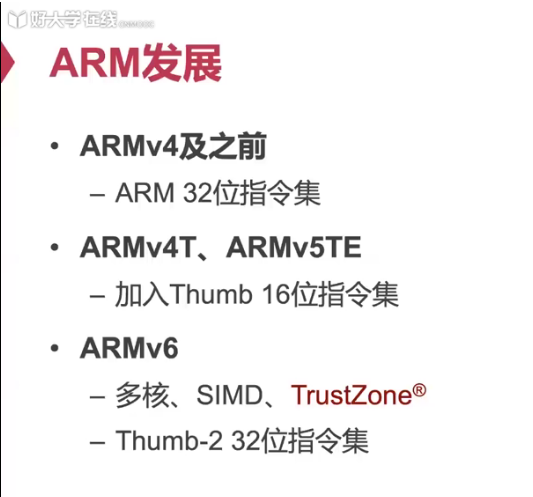 好大学在线
CNMOOC
ARM发展
• ARMv4及之前
– ARM 32位指令集
• ARMv4T、ARMv5TE
– 加入Thumb 16位指令集
• ARMv6
– 多核、SIMD、TrustZone®
– Thumb-2 32位指令集